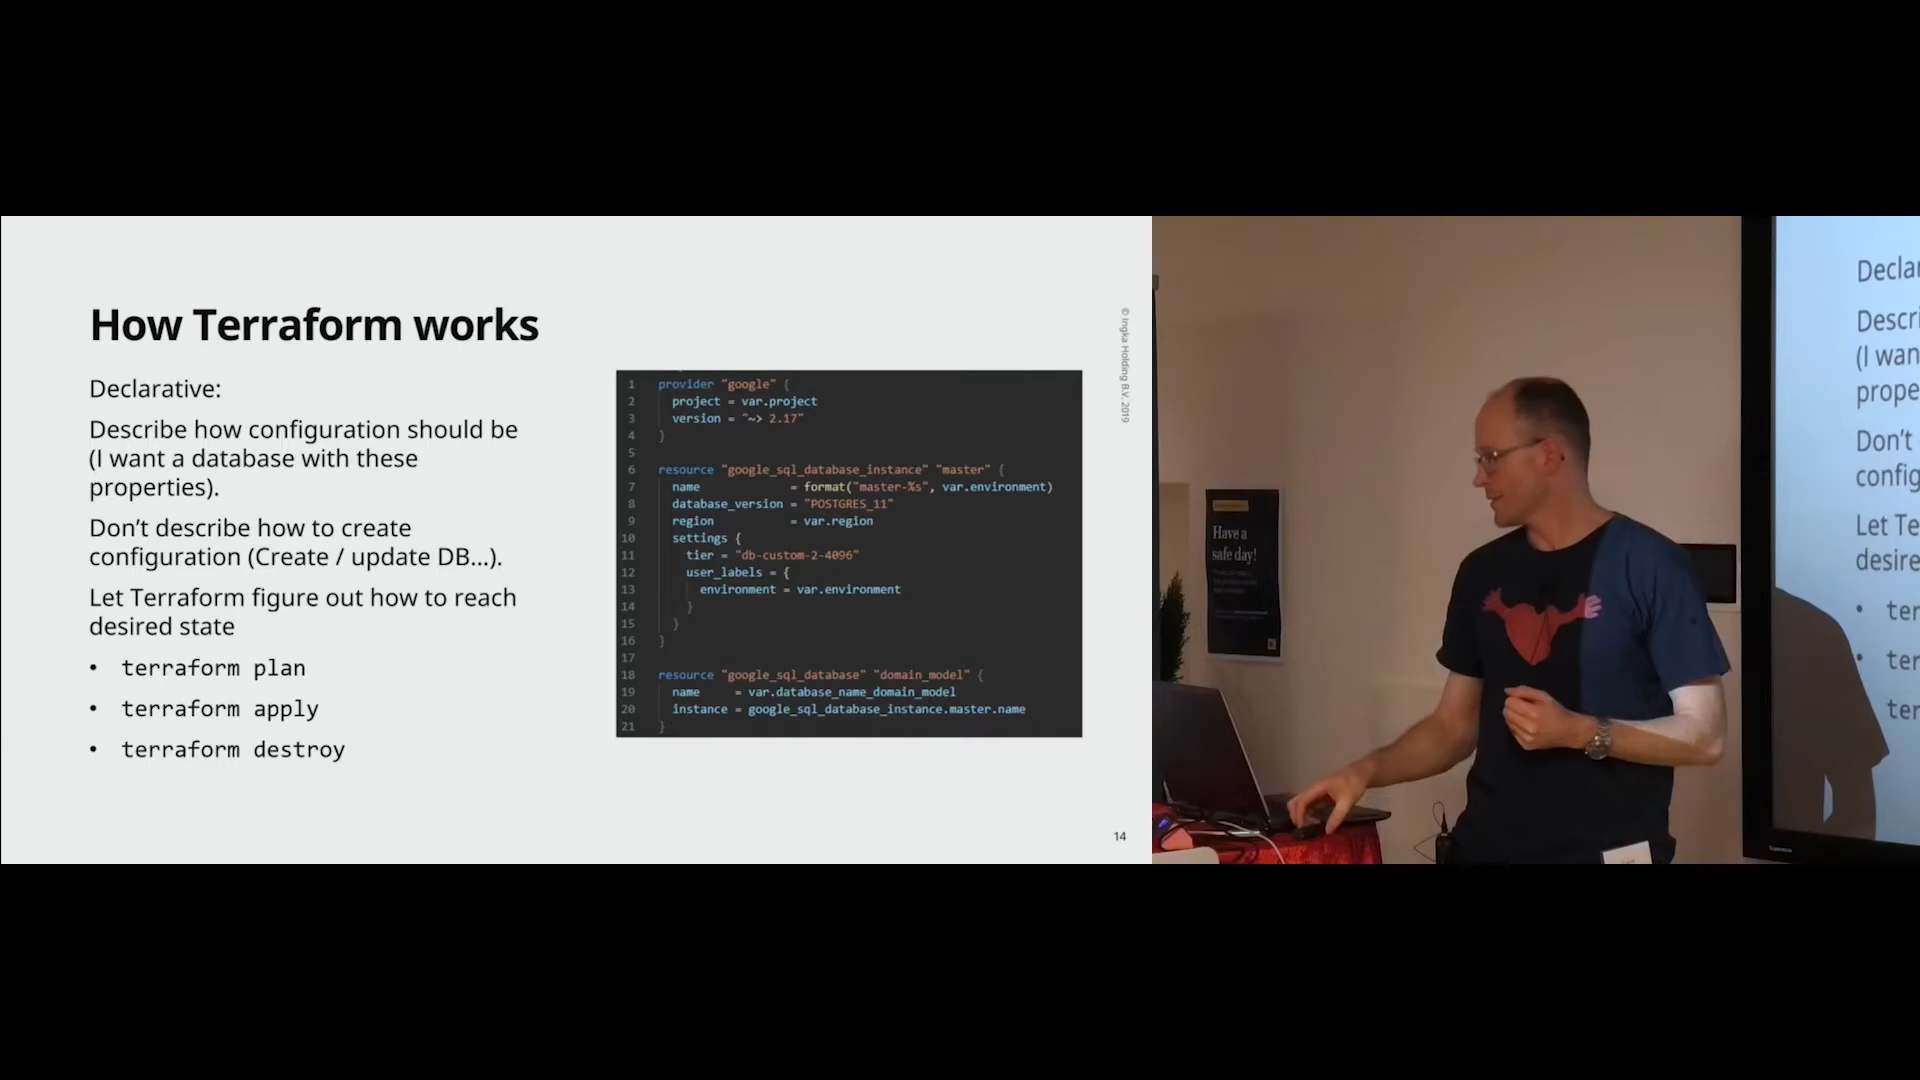 How Terraform works
Declarative:
Describe how configuration should be
(I want a database with these
properties).
Don’t describe how to create
configuration (Create / update DB...).
Let Terraform figure out how to reach
desired state
• terraform plan
• terraform apply
• terraform destroy
1 provider "google" {
2 project = var.project
3 version = "~> 2.17"
4 }
5
6 resource "google_sql_database_instance" "master" {
7 name = format("master-%s", var.environment)
8 database_version = "POSTGRES_11"
9 region = var.region
10 settings {
11 tier = "db-custom-2-4096"
12 user_labels = {
13 environment = var.environment
14 }
15 }
16 }
17
18 resource "google_sql_database" "domain_model" {
19 name = var.database_name_domain_model
20 instance = google_sql_database_instance.master.name
21 }
© Ingka Holding B.V. 2019
14
Have a
safe day!
Declar
Descri
(I wan
prope
Don’t
config
Let Te
desire
• ter
• ter
ter